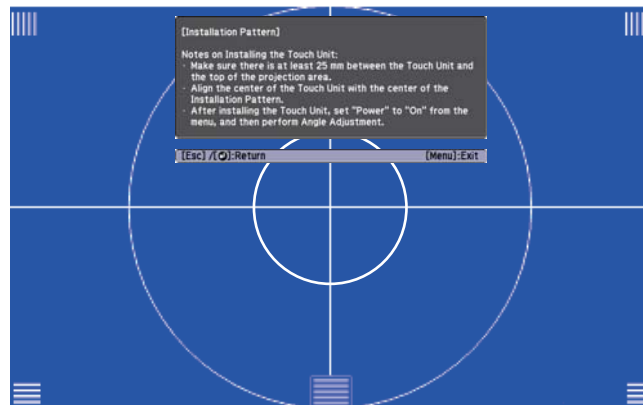 [Installation Pattern]
Notes on Installing the Touch Unit:
· Make sure there is at least 25 mm between the Touch Unit and
the top of the projection area.
· Align the center of the Touch Unit with the center of the
Installation Pattern.
· After installing the Touch Unit, set "Power" to "On" from the
menu, and then perform Angle Adjustment.
[Esc] /[⏎]:Return [Menu]:Exit